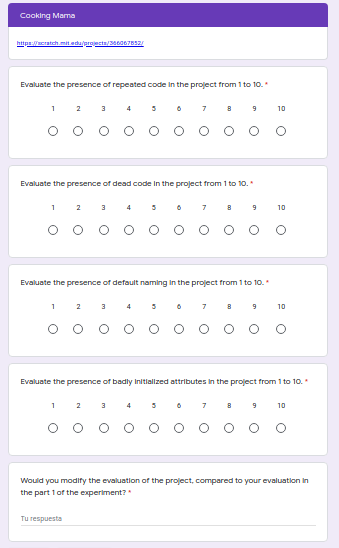 Cooking Mama
https://scratch.mit.edu/projects/366067852/
Evaluate the presence of repeated code in the project from 1 to 10. *
1 2 3 4 5 6 7 8 9 10
Evaluate the presence of dead code in the project from 1 to 10. *
1 2 3 4 5 6 7 8 9 10
Evaluate the presence of default naming in the project from 1 to 10. *
1 2 3 4 5 6 7 8 9 10
Evaluate the presence of badly initialized attributes in the project from 1 to 10. *
1 2 3 4 5 6 7 8 9 10
Would you modify the evaluation of the project, compared to your evaluation in
the part 1 of the experiment? *
Tu respuesta